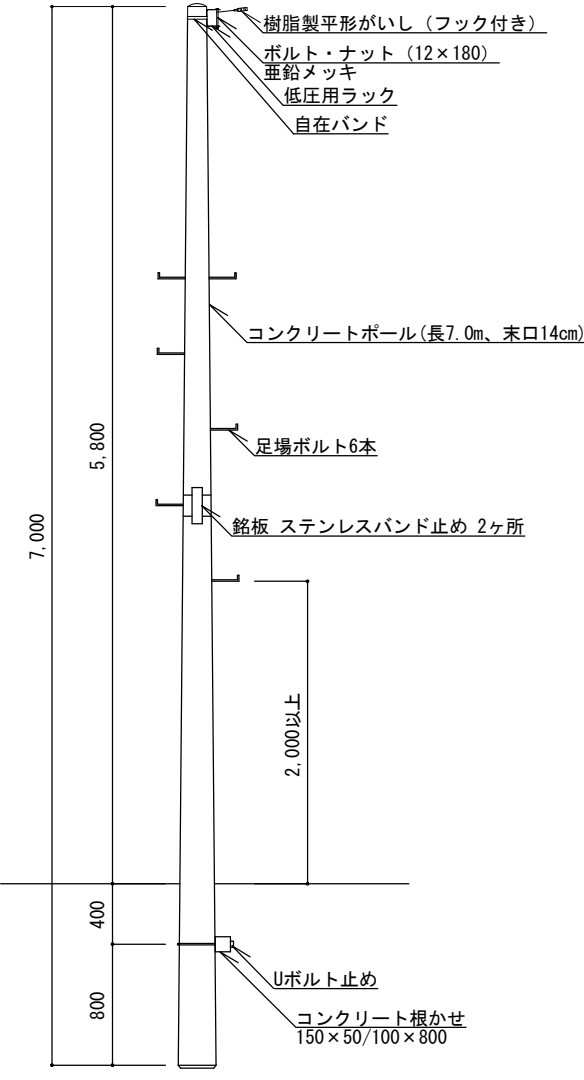 樹脂製平形がいし（フック付き）
ボルト・ナット（12×180）
亜鉛メッキ
低圧用ラック
自在バンド
コンクリートポール(長7.0m、末口14cm)
5,800
足場ボルト6本
7,000
銘板 ステンレスバンド止め 2ヶ所
2,000以上
400
Uボルト止め
800
コンクリート根かせ
150×50/100×800